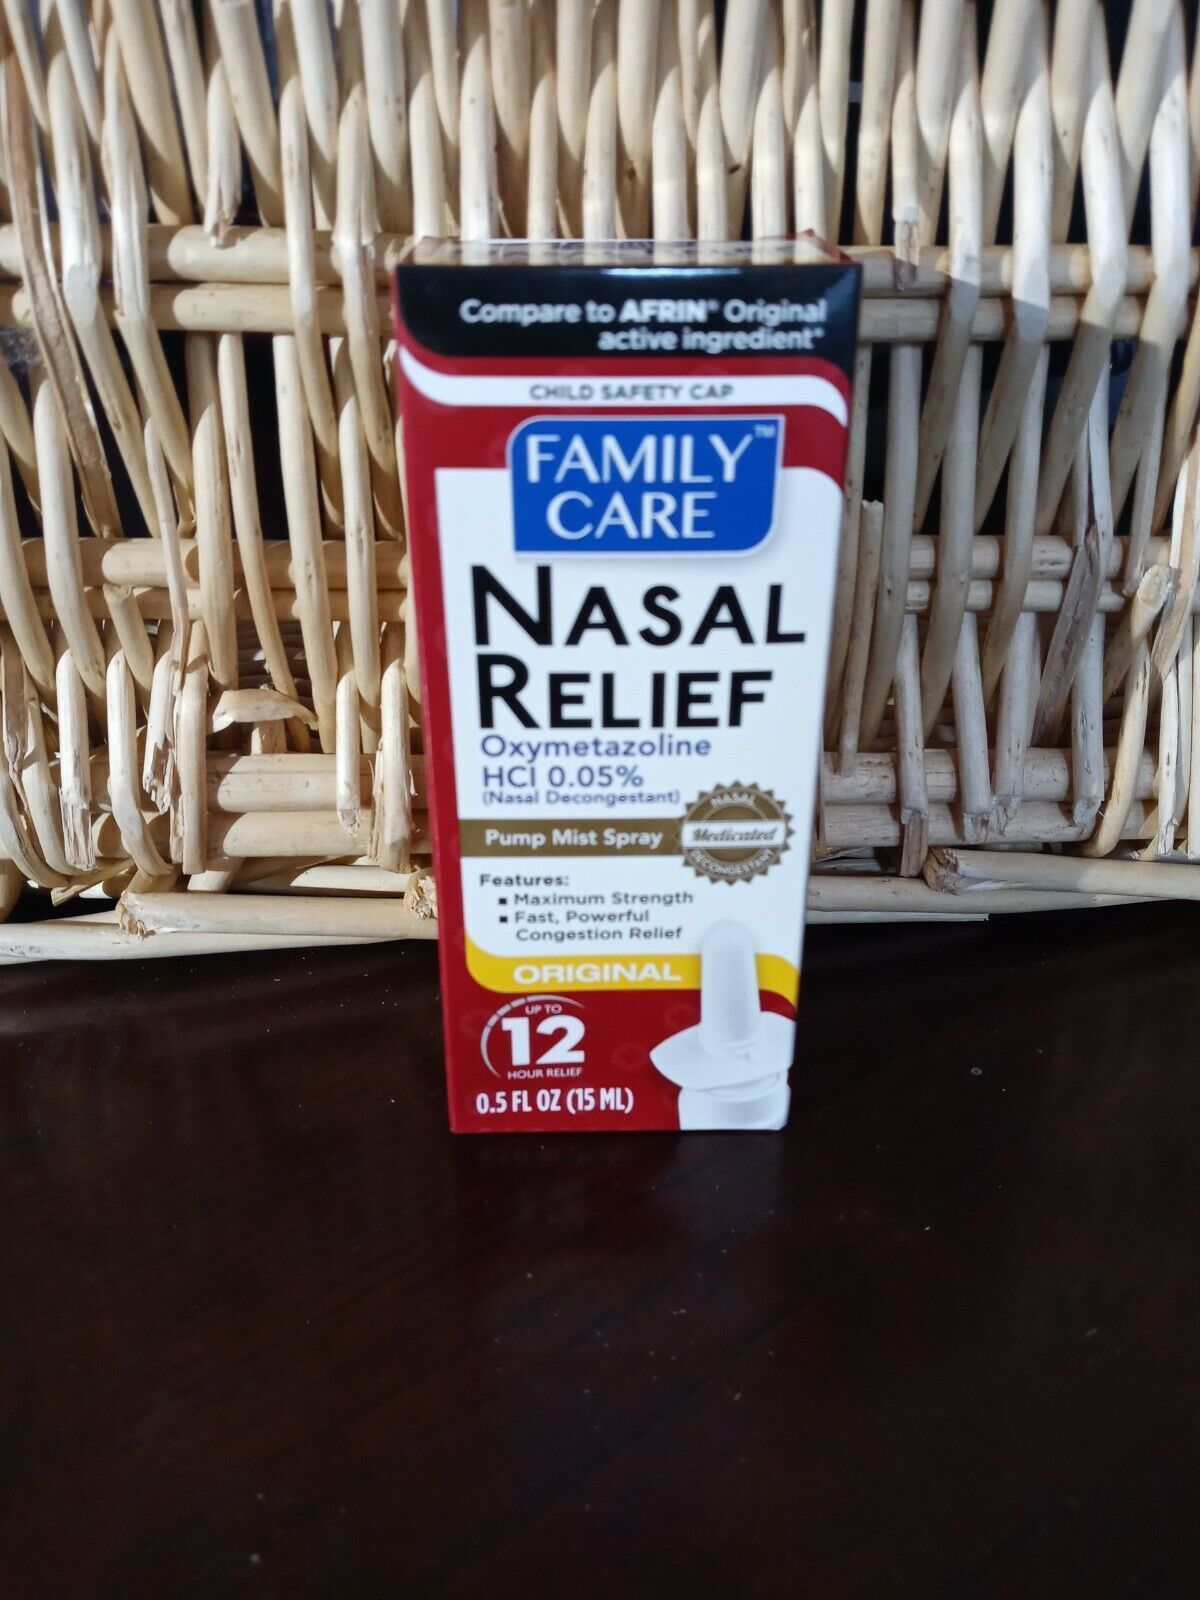 Compare to AFRIN® Original
active ingredient*
CHILD SAFETY CAP
FAMILY™
CARE
NASAL
RELIEF
Oxymetazoline
HCl 0.05%
(Nasal Decongestant)
Pump Mist Spray
NASAL
Medicated
DECONGESTANT
Features:
▪ Maximum Strength
▪ Fast, Powerful
Congestion Relief
ORIGINAL
UP TO
12
HOUR RELIEF
0.5 FL OZ (15 ML)